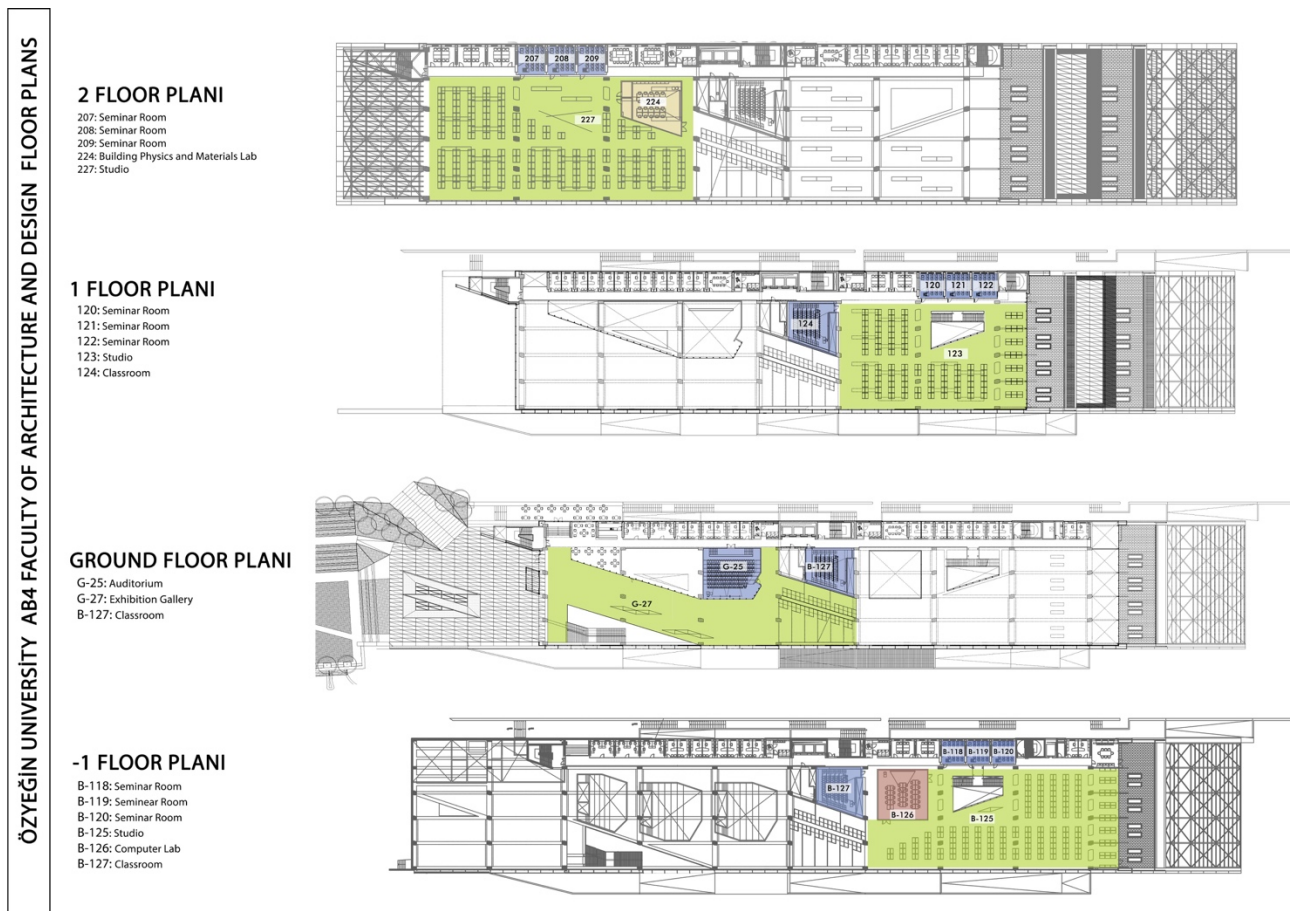 ÖZYEĞİN UNIVERSİTY AB4 FACULTY OF ARCHITECTURE AND DESIGN FLOOR PLANS
2 FLOOR PLANI
207: Seminar Room
208: Seminar Room
209: Seminar Room
224: Building Physics and Materials Lab
227: Studio
207
208
209
224
227
1 FLOOR PLANI
120: Seminar Room
121: Seminar Room
122: Seminar Room
123: Studio
124: Classroom
120
121
122
124
123
GROUND FLOOR PLANI
G-25: Auditorium
G-27: Exhibition Gallery
B-127: Classroom
G-25
B-127
G-27
-1 FLOOR PLANI
B-118: Seminar Room
B-119: Seminear Room
B-120: Seminar Room
B-125: Studio
B-126: Computer Lab
B-127: Classroom
B-118
B-119
B-120
B-127
B-126
B-125